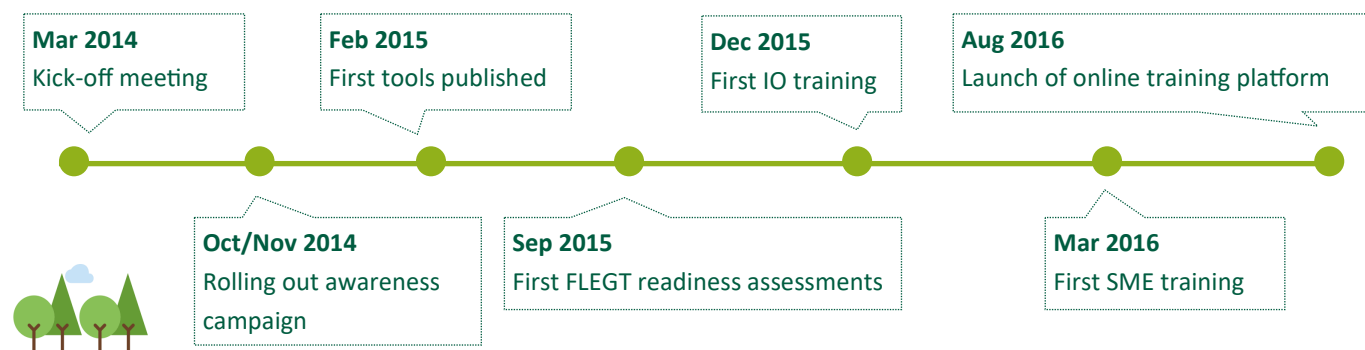 Mar 2014
Kick-off meeting
Feb 2015
First tools published
Dec 2015
First IO training
Aug 2016
Launch of online training platform
Oct/Nov 2014
Rolling out awareness
campaign
Sep 2015
First FLEGT readiness assessments
Mar 2016
First SME training